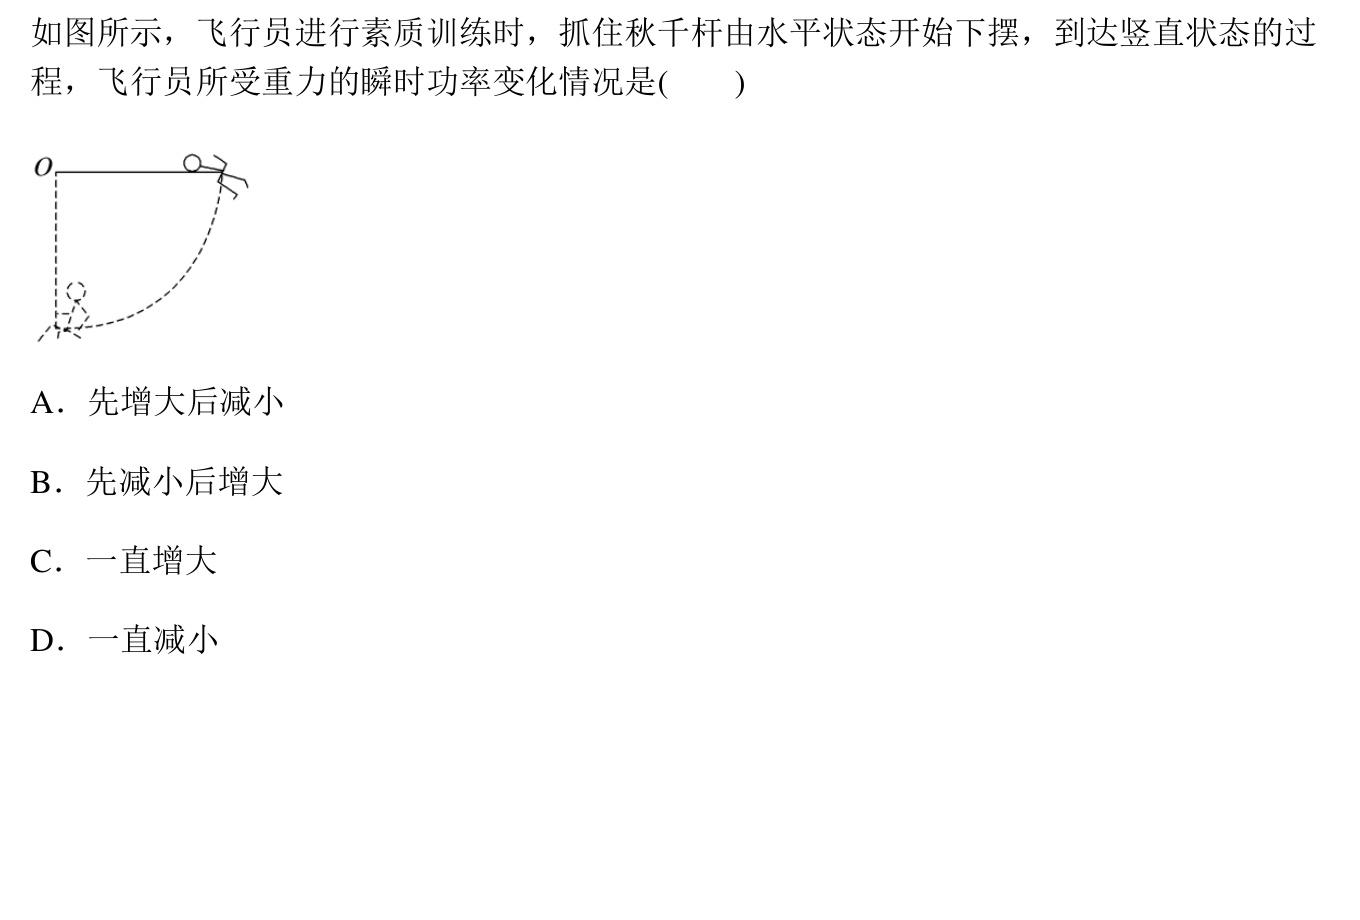 如图所示，飞行员进行素质训练时，抓住秋千杆由水平状态开始下摆，到达竖直状态的过
程，飞行员所受重力的瞬时功率变化情况是(　　)
O
A．先增大后减小
B．先减小后增大
C．一直增大
D．一直减小